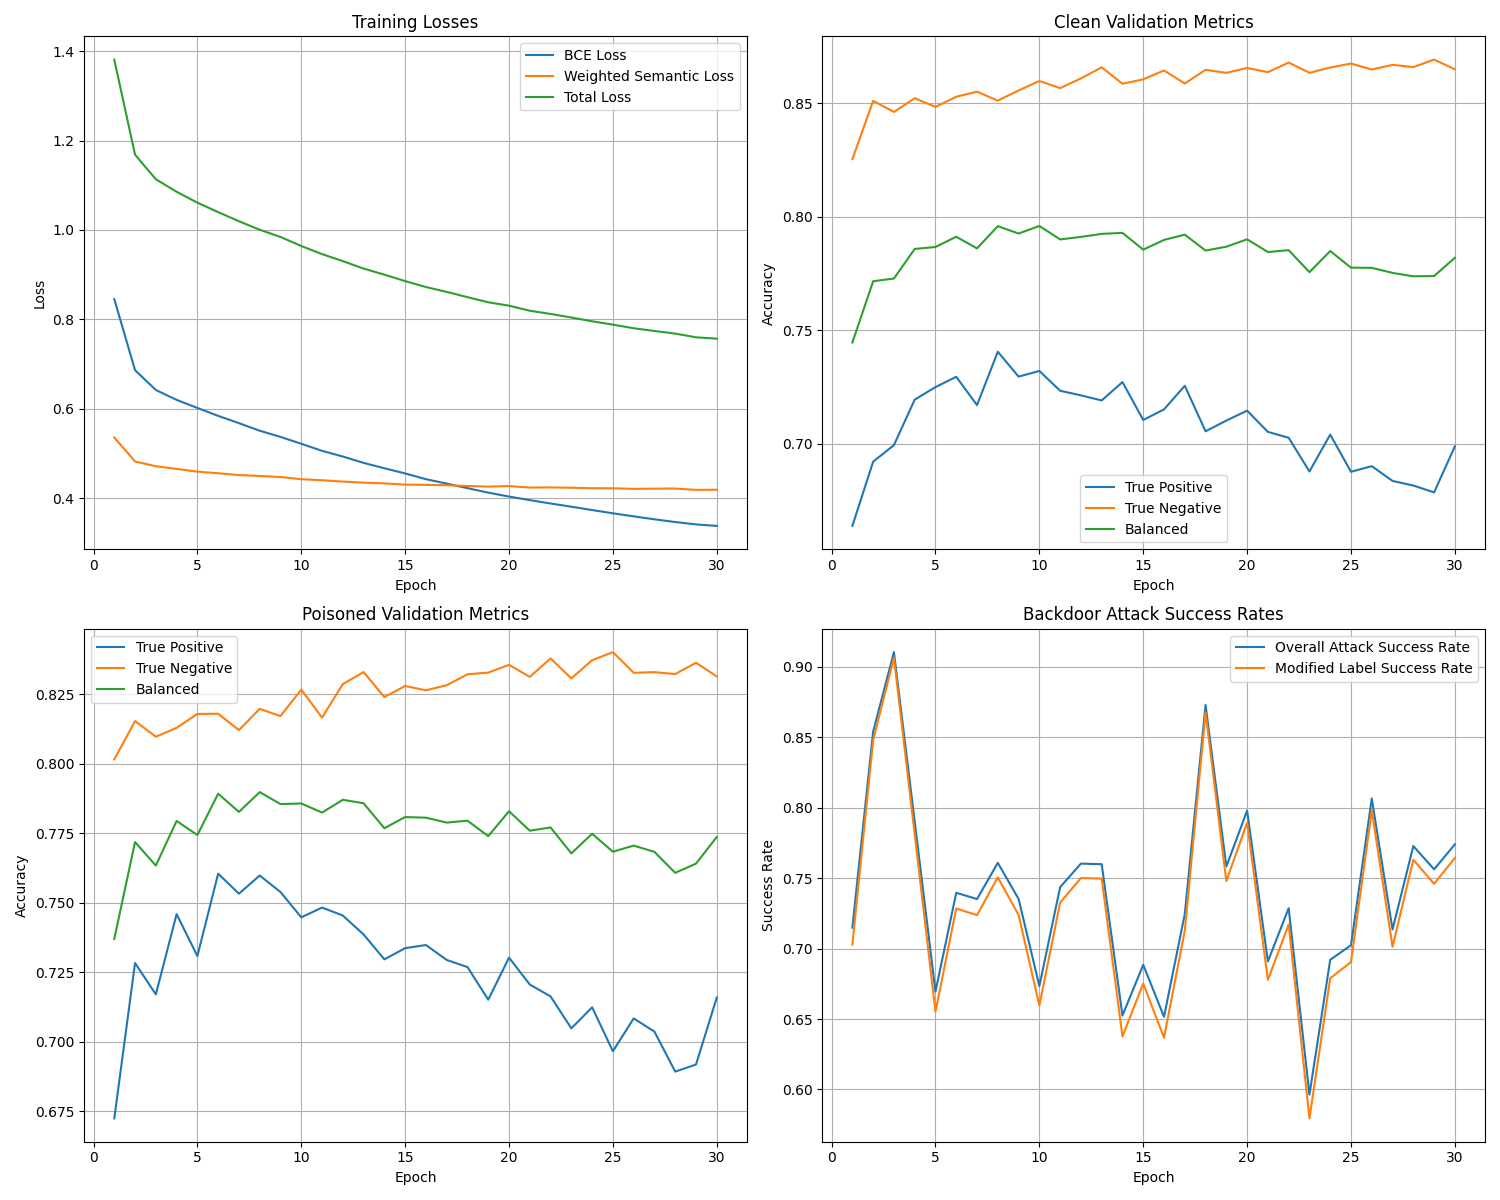 Training Losses
1.4
1.2
1.0
0.8
0.6
0.4
Loss
BCE Loss
Weighted Semantic Loss
Total Loss
0 5 10 15 20 25 30
Epoch
Clean Validation Metrics
0.85
0.80
0.75
0.70
Accuracy
True Positive
True Negative
Balanced
0 5 10 15 20 25 30
Epoch
Poisoned Validation Metrics
True Positive
True Negative
Balanced
0.825
0.800
0.775
0.750
0.725
0.700
0.675
Accuracy
0 5 10 15 20 25 30
Epoch
Backdoor Attack Success Rates
Overall Attack Success Rate
Modified Label Success Rate
0.90
0.85
0.80
0.75
0.70
0.65
0.60
Success Rate
0 5 10 15 20 25 30
Epoch